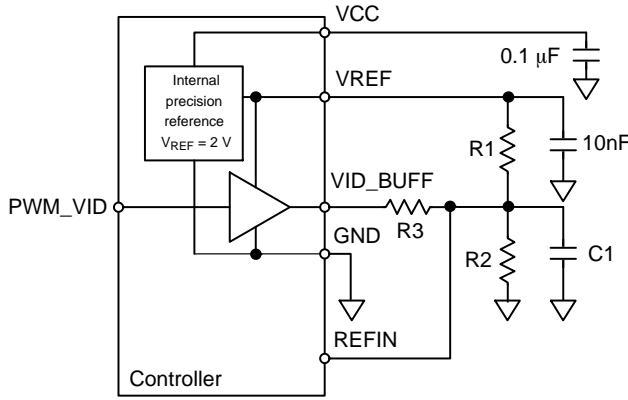 VCC
0.1 μF
Internal
precision
reference
VREF = 2 V
VREF
R1
10nF
PWM_VID
VID_BUFF
R3
GND
R2
C1
REFIN
Controller